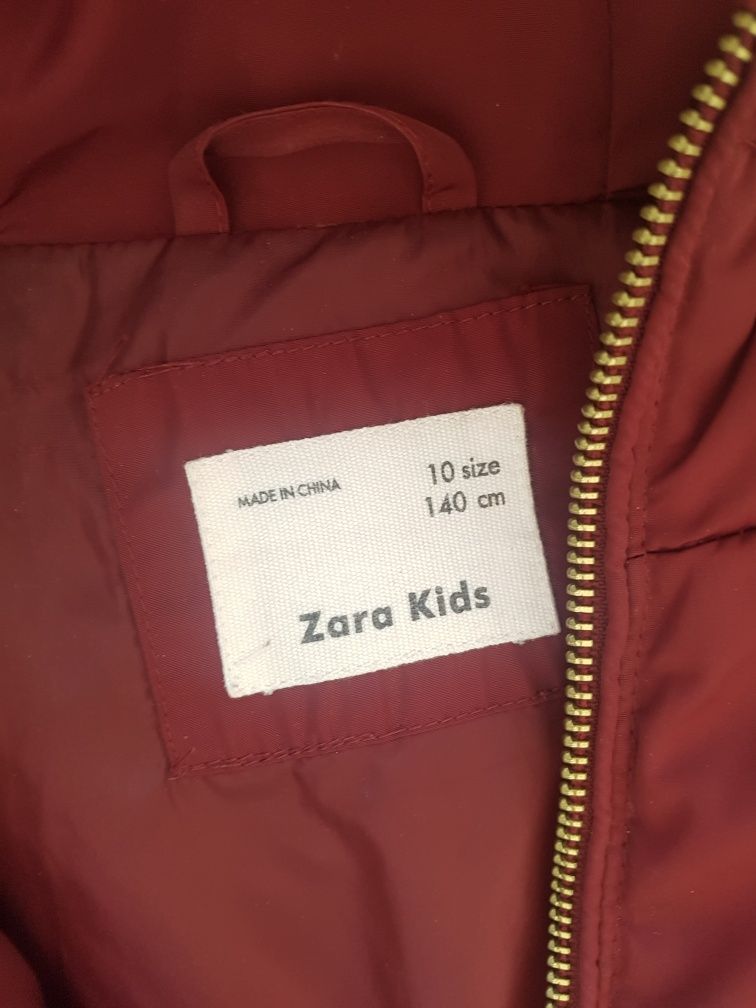 MADE IN CHINA
10 size
140 cm
Zara Kids